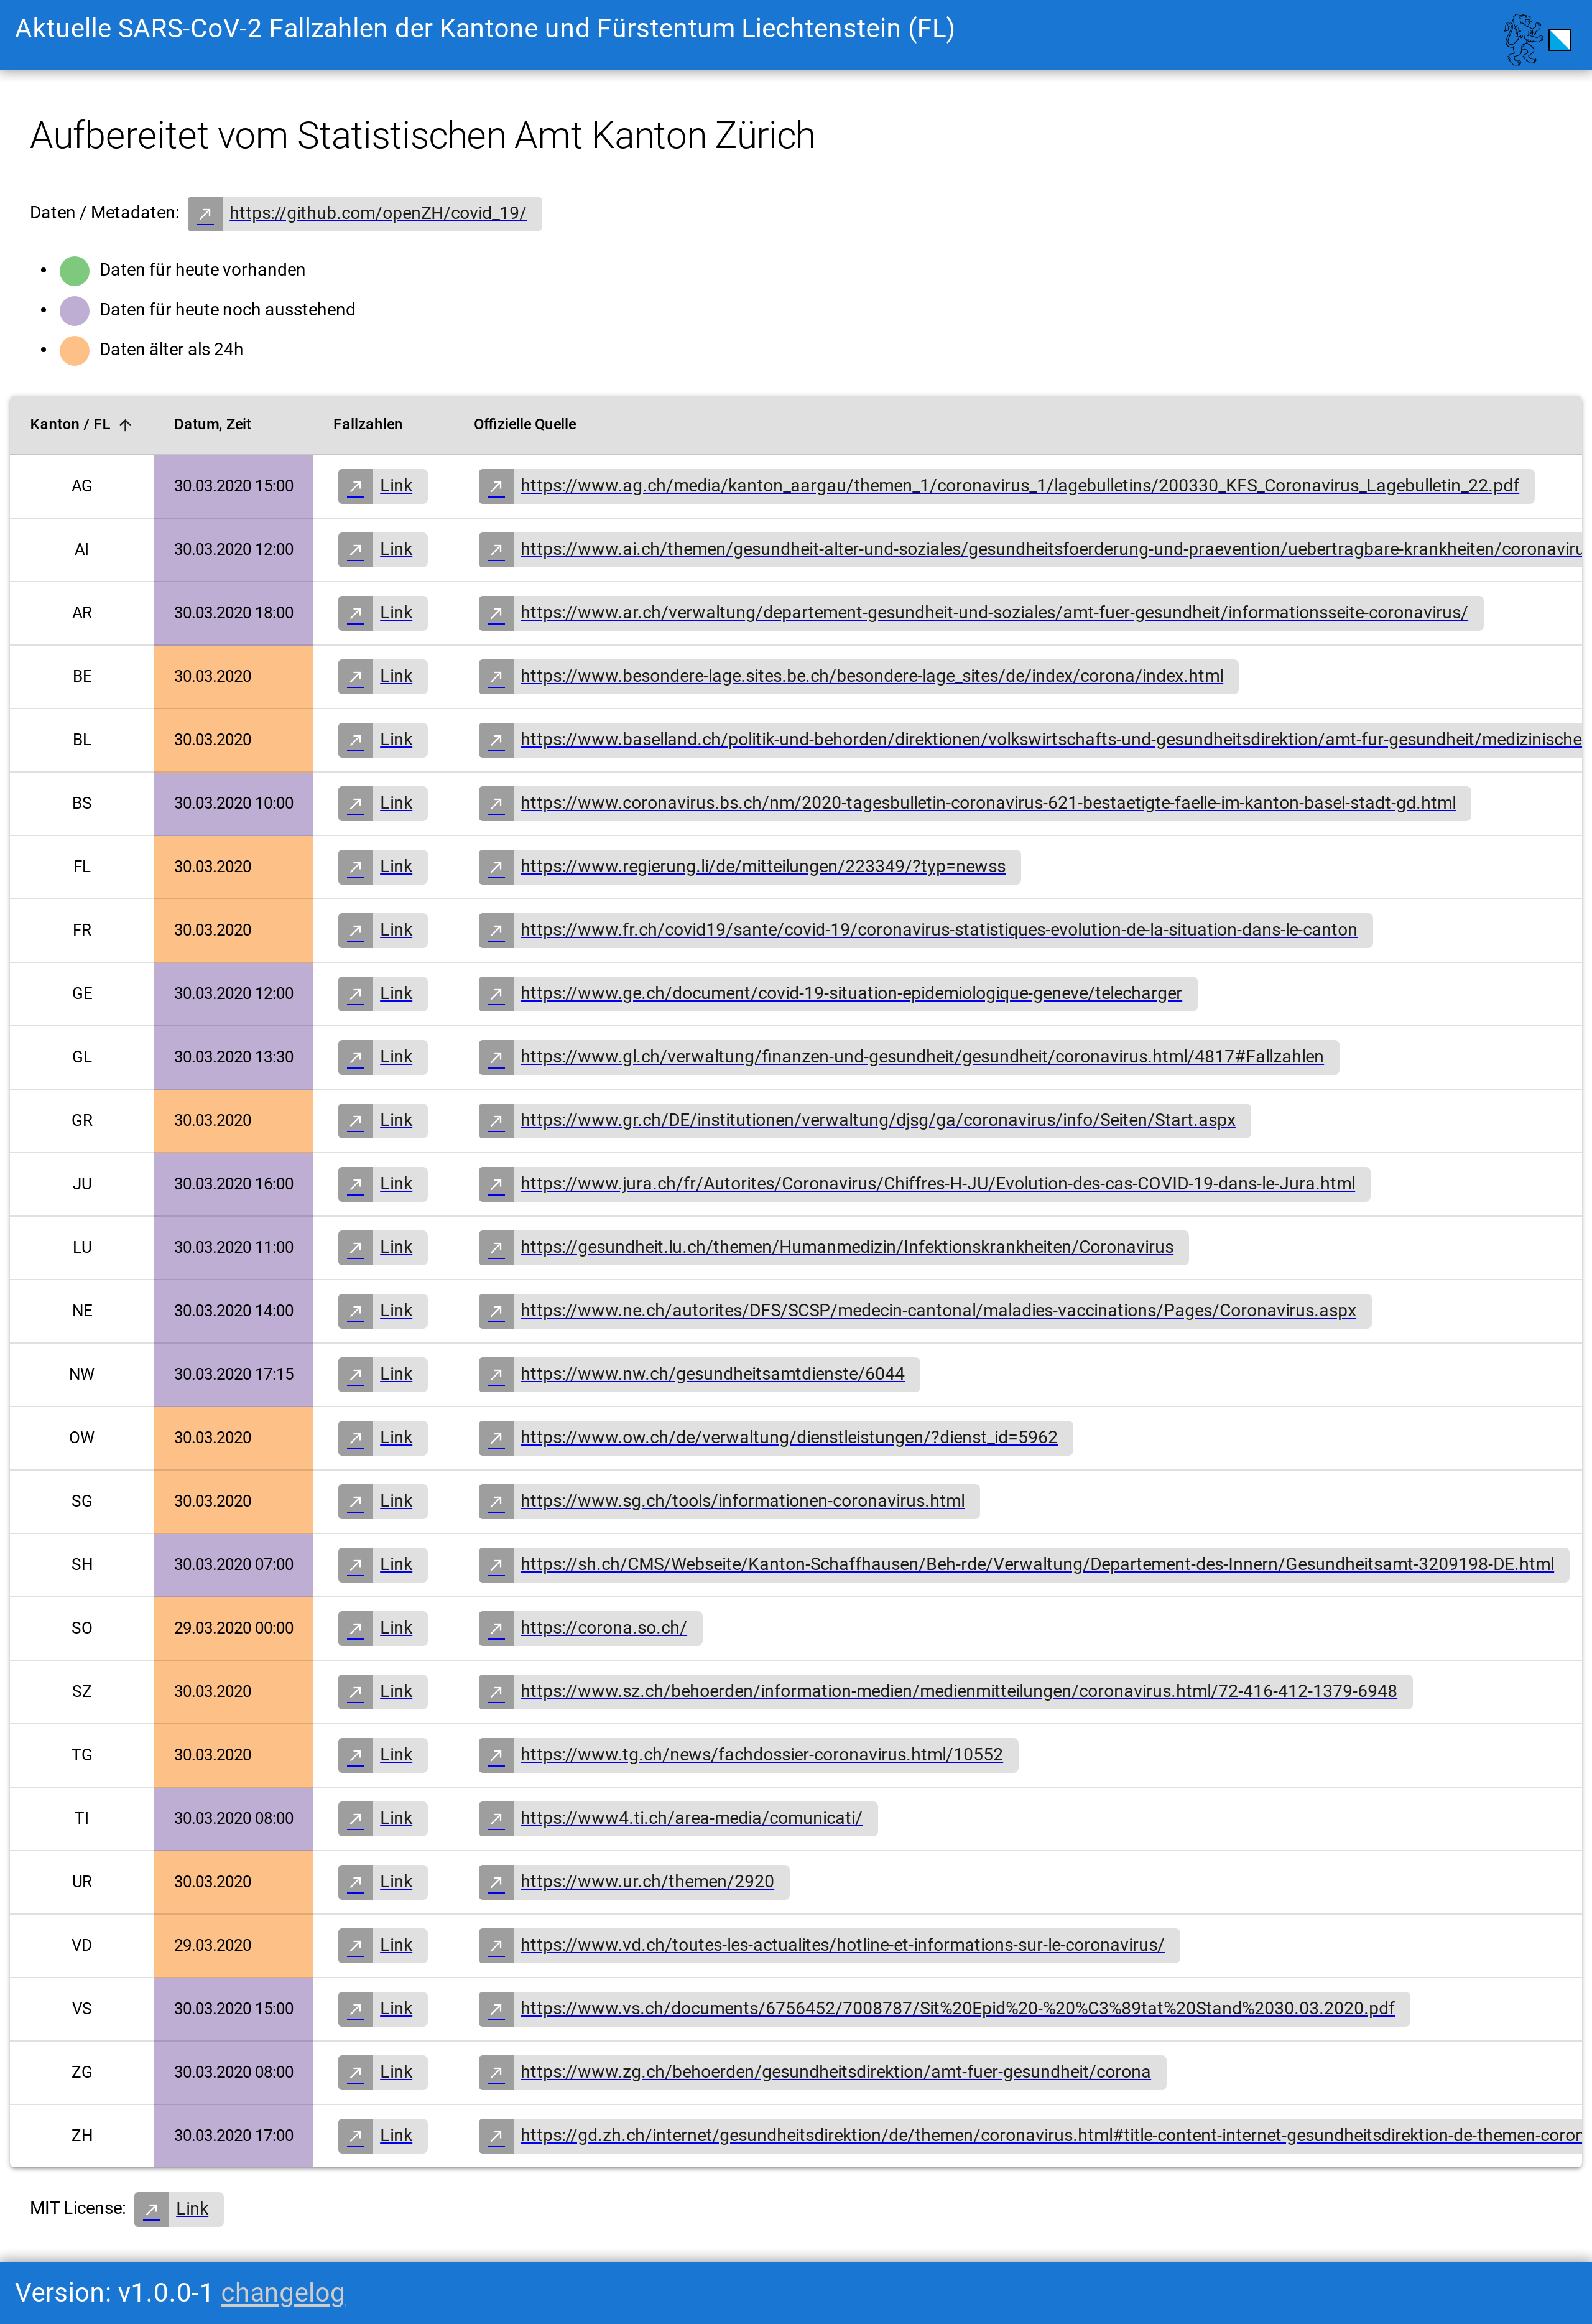 Aktuelle SARS-CoV-2 Fallzahlen der Kantone und Fürstentum Liechtenstein (FL)
Aufbereitet vom Statistischen Amt Kanton Zürich
Daten / Metadaten: https://github.com/openZH/covid_19/
Daten für heute vorhanden
Daten für heute noch ausstehend
Daten älter als 24h
Kanton / FL Datum, Zeit Fallzahlen Offizielle Quelle
AG 30.03.2020 15:00 Link https://www.ag.ch/media/kanton_aargau/themen_1/coronavirus_1/lagebulletins/200330_KFS_Coronavirus_Lagebulletin_22.pdf
AI 30.03.2020 12:00 Link https://www.ai.ch/themen/gesundheit-alter-und-soziales/gesundheitsfoerderung-und-praevention/uebertragbare-krankheiten/coronaviru
AR 30.03.2020 18:00 Link https://www.ar.ch/verwaltung/departement-gesundheit-und-soziales/amt-fuer-gesundheit/informationsseite-coronavirus/
BE 30.03.2020 Link https://www.besondere-lage.sites.be.ch/besondere-lage_sites/de/index/corona/index.html
BL 30.03.2020 Link https://www.baselland.ch/politik-und-behorden/direktionen/volkswirtschafts-und-gesundheitsdirektion/amt-fur-gesundheit/medizinische
BS 30.03.2020 10:00 Link https://www.coronavirus.bs.ch/nm/2020-tagesbulletin-coronavirus-621-bestaetigte-faelle-im-kanton-basel-stadt-gd.html
FL 30.03.2020 Link https://www.regierung.li/de/mitteilungen/223349/?typ=newss
FR 30.03.2020 Link https://www.fr.ch/covid19/sante/covid-19/coronavirus-statistiques-evolution-de-la-situation-dans-le-canton
GE 30.03.2020 12:00 Link https://www.ge.ch/document/covid-19-situation-epidemiologique-geneve/telecharger
GL 30.03.2020 13:30 Link https://www.gl.ch/verwaltung/finanzen-und-gesundheit/gesundheit/coronavirus.html/4817#Fallzahlen
GR 30.03.2020 Link https://www.gr.ch/DE/institutionen/verwaltung/djsg/ga/coronavirus/info/Seiten/Start.aspx
JU 30.03.2020 16:00 Link https://www.jura.ch/fr/Autorites/Coronavirus/Chiffres-H-JU/Evolution-des-cas-COVID-19-dans-le-Jura.html
LU 30.03.2020 11:00 Link https://gesundheit.lu.ch/themen/Humanmedizin/Infektionskrankheiten/Coronavirus
NE 30.03.2020 14:00 Link https://www.ne.ch/autorites/DFS/SCSP/medecin-cantonal/maladies-vaccinations/Pages/Coronavirus.aspx
NW 30.03.2020 17:15 Link https://www.nw.ch/gesundheitsamtdienste/6044
OW 30.03.2020 Link https://www.ow.ch/de/verwaltung/dienstleistungen/?dienst_id=5962
SG 30.03.2020 Link https://www.sg.ch/tools/informationen-coronavirus.html
SH 30.03.2020 07:00 Link https://sh.ch/CMS/Webseite/Kanton-Schaffhausen/Beh-rde/Verwaltung/Departement-des-Innern/Gesundheitsamt-3209198-DE.html
SO 29.03.2020 00:00 Link https://corona.so.ch/
SZ 30.03.2020 Link https://www.sz.ch/behoerden/information-medien/medienmitteilungen/coronavirus.html/72-416-412-1379-6948
TG 30.03.2020 Link https://www.tg.ch/news/fachdossier-coronavirus.html/10552
TI 30.03.2020 08:00 Link https://www4.ti.ch/area-media/comunicati/
UR 30.03.2020 Link https://www.ur.ch/themen/2920
VD 29.03.2020 Link https://www.vd.ch/toutes-les-actualites/hotline-et-informations-sur-le-coronavirus/
VS 30.03.2020 15:00 Link https://www.vs.ch/documents/6756452/7008787/Sit%20Epid%20-%20%C3%89tat%20Stand%2030.03.2020.pdf
ZG 30.03.2020 08:00 Link https://www.zg.ch/behoerden/gesundheitsdirektion/amt-fuer-gesundheit/corona
ZH 30.03.2020 17:00 Link https://gd.zh.ch/internet/gesundheitsdirektion/de/themen/coronavirus.html#title-content-internet-gesundheitsdirektion-de-themen-coron
MIT License: Link
Version: v1.0.0-1 changelog